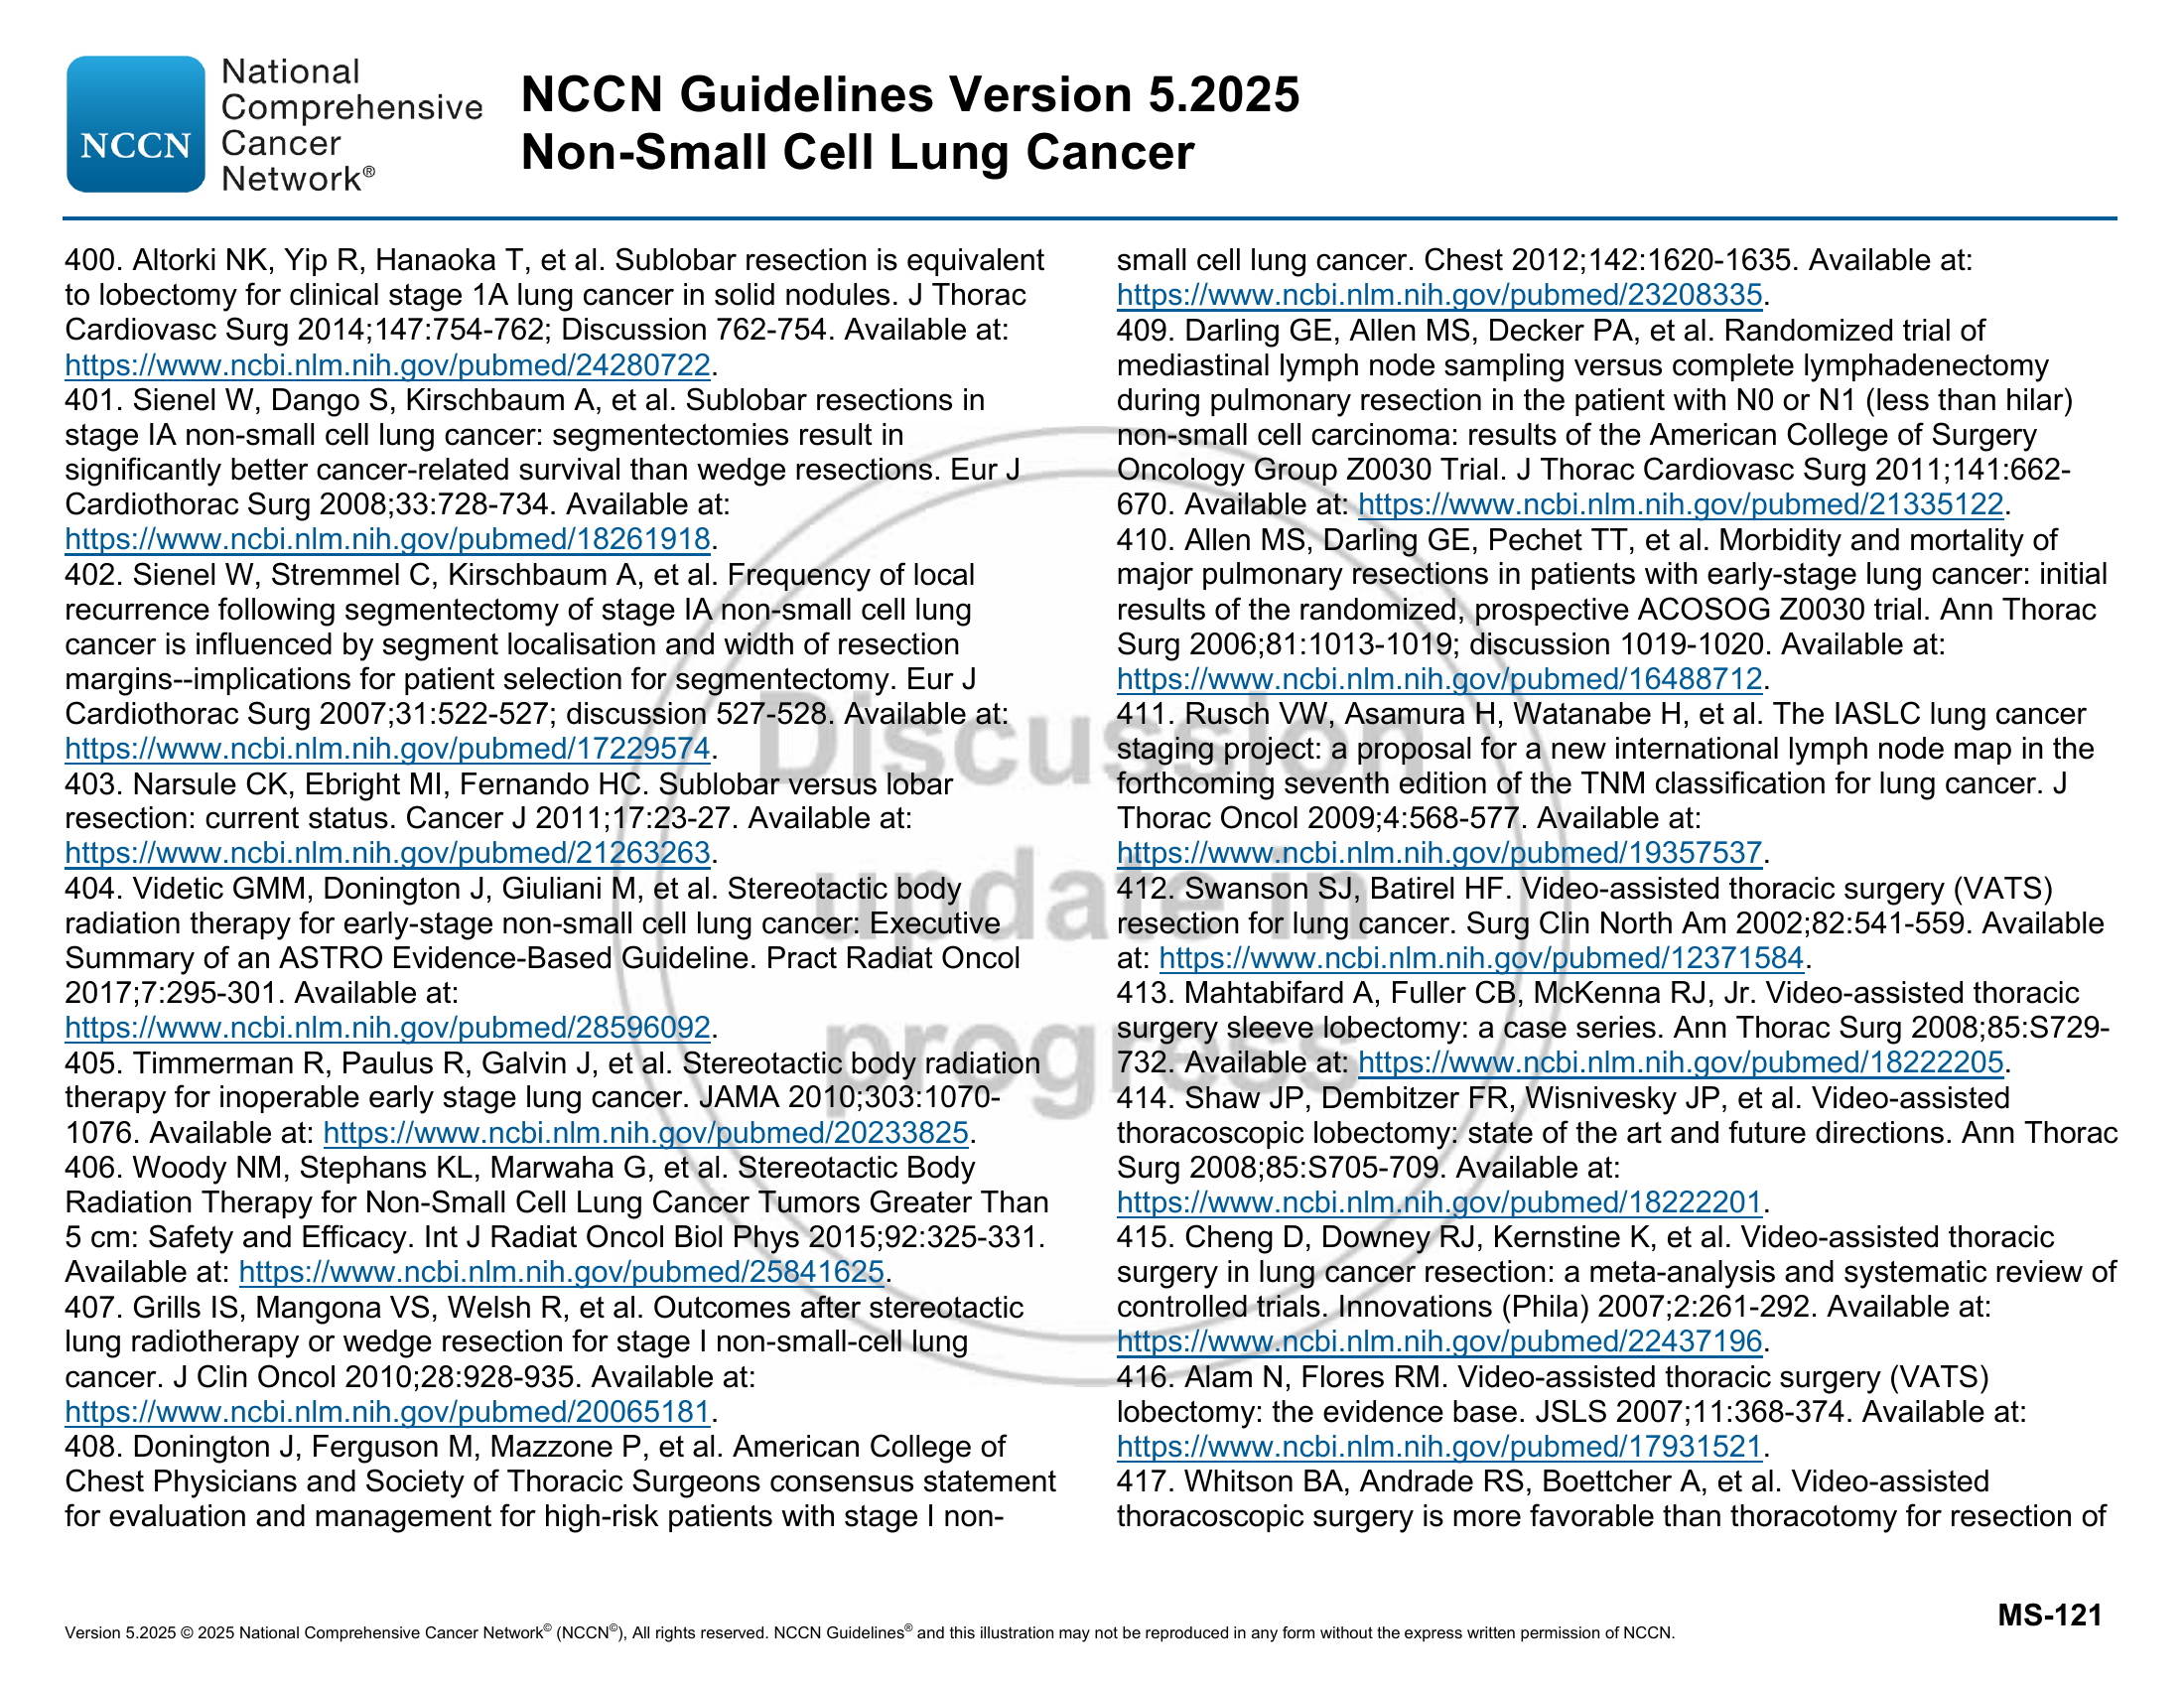 National
Comprehensive
NCCN Cancer
Network®
NCCN Guidelines Version 5.2025
Non-Small Cell Lung Cancer
400. Altorki NK, Yip R, Hanaoka T, et al. Sublobar resection is equivalent
to lobectomy for clinical stage 1A lung cancer in solid nodules. J Thorac
Cardiovasc Surg 2014;147:754-762; Discussion 762-754. Available at:
https://www.ncbi.nlm.nih.gov/pubmed/24280722.
401. Sienel W, Dango S, Kirschbaum A, et al. Sublobar resections in
stage IA non-small cell lung cancer: segmentectomies result in
significantly better cancer-related survival than wedge resections. Eur J
Cardiothorac Surg 2008;33:728-734. Available at:
https://www.ncbi.nlm.nih.gov/pubmed/18261918.
402. Sienel W, Stremmel C, Kirschbaum A, et al. Frequency of local
recurrence following segmentectomy of stage IA non-small cell lung
cancer is influenced by segment localisation and width of resection
margins--implications for patient selection for segmentectomy. Eur J
Cardiothorac Surg 2007;31:522-527; discussion 527-528. Available at:
https://www.ncbi.nlm.nih.gov/pubmed/17229574.
403. Narsule CK, Ebright MI, Fernando HC. Sublobar versus lobar
resection: current status. Cancer J 2011;17:23-27. Available at:
https://www.ncbi.nlm.nih.gov/pubmed/21263263.
404. Videtic GMM, Donington J, Giuliani M, et al. Stereotactic body
radiation therapy for early-stage non-small cell lung cancer: Executive
Summary of an ASTRO Evidence-Based Guideline. Pract Radiat Oncol
2017;7:295-301. Available at:
https://www.ncbi.nlm.nih.gov/pubmed/28596092.
405. Timmerman R, Paulus R, Galvin J, et al. Stereotactic body radiation
therapy for inoperable early stage lung cancer. JAMA 2010;303:1070-
1076. Available at: https://www.ncbi.nlm.nih.gov/pubmed/20233825.
406. Woody NM, Stephans KL, Marwaha G, et al. Stereotactic Body
Radiation Therapy for Non-Small Cell Lung Cancer Tumors Greater Than
5 cm: Safety and Efficacy. Int J Radiat Oncol Biol Phys 2015;92:325-331.
Available at: https://www.ncbi.nlm.nih.gov/pubmed/25841625.
407. Grills IS, Mangona VS, Welsh R, et al. Outcomes after stereotactic
lung radiotherapy or wedge resection for stage I non-small-cell lung
cancer. J Clin Oncol 2010;28:928-935. Available at:
https://www.ncbi.nlm.nih.gov/pubmed/20065181.
408. Donington J, Ferguson M, Mazzone P, et al. American College of
Chest Physicians and Society of Thoracic Surgeons consensus statement
for evaluation and management for high-risk patients with stage I non-
small cell lung cancer. Chest 2012;142:1620-1635. Available at:
https://www.ncbi.nlm.nih.gov/pubmed/23208335.
409. Darling GE, Allen MS, Decker PA, et al. Randomized trial of
mediastinal lymph node sampling versus complete lymphadenectomy
during pulmonary resection in the patient with N0 or N1 (less than hilar)
non-small cell carcinoma: results of the American College of Surgery
Oncology Group Z0030 Trial. J Thorac Cardiovasc Surg 2011;141:662-
670. Available at: https://www.ncbi.nlm.nih.gov/pubmed/21335122.
410. Allen MS, Darling GE, Pechet TT, et al. Morbidity and mortality of
major pulmonary resections in patients with early-stage lung cancer: initial
results of the randomized, prospective ACOSOG Z0030 trial. Ann Thorac
Surg 2006;81:1013-1019; discussion 1019-1020. Available at:
https://www.ncbi.nlm.nih.gov/pubmed/16488712.
411. Rusch VW, Asamura H, Watanabe H, et al. The IASLC lung cancer
staging project: a proposal for a new international lymph node map in the
forthcoming seventh edition of the TNM classification for lung cancer. J
Thorac Oncol 2009;4:568-577. Available at:
https://www.ncbi.nlm.nih.gov/pubmed/19357537.
412. Swanson SJ, Batirel HF. Video-assisted thoracic surgery (VATS)
resection for lung cancer. Surg Clin North Am 2002;82:541-559. Available
at: https://www.ncbi.nlm.nih.gov/pubmed/12371584.
413. Mahtabifard A, Fuller CB, McKenna RJ, Jr. Video-assisted thoracic
surgery sleeve lobectomy: a case series. Ann Thorac Surg 2008;85:S729-
732. Available at: https://www.ncbi.nlm.nih.gov/pubmed/18222205.
414. Shaw JP, Dembitzer FR, Wisnivesky JP, et al. Video-assisted
thoracoscopic lobectomy: state of the art and future directions. Ann Thorac
Surg 2008;85:S705-709. Available at:
https://www.ncbi.nlm.nih.gov/pubmed/18222201.
415. Cheng D, Downey RJ, Kernstine K, et al. Video-assisted thoracic
surgery in lung cancer resection: a meta-analysis and systematic review of
controlled trials. Innovations (Phila) 2007;2:261-292. Available at:
https://www.ncbi.nlm.nih.gov/pubmed/22437196.
416. Alam N, Flores RM. Video-assisted thoracic surgery (VATS)
lobectomy: the evidence base. JSLS 2007;11:368-374. Available at:
https://www.ncbi.nlm.nih.gov/pubmed/17931521.
417. Whitson BA, Andrade RS, Boettcher A, et al. Video-assisted
thoracoscopic surgery is more favorable than thoracotomy for resection of
Discussion
update in
progress
MS-121
Version 5.2025 © 2025 National Comprehensive Cancer Network© (NCCN©), All rights reserved. NCCN Guidelines® and this illustration may not be reproduced in any form without the express written permission of NCCN.